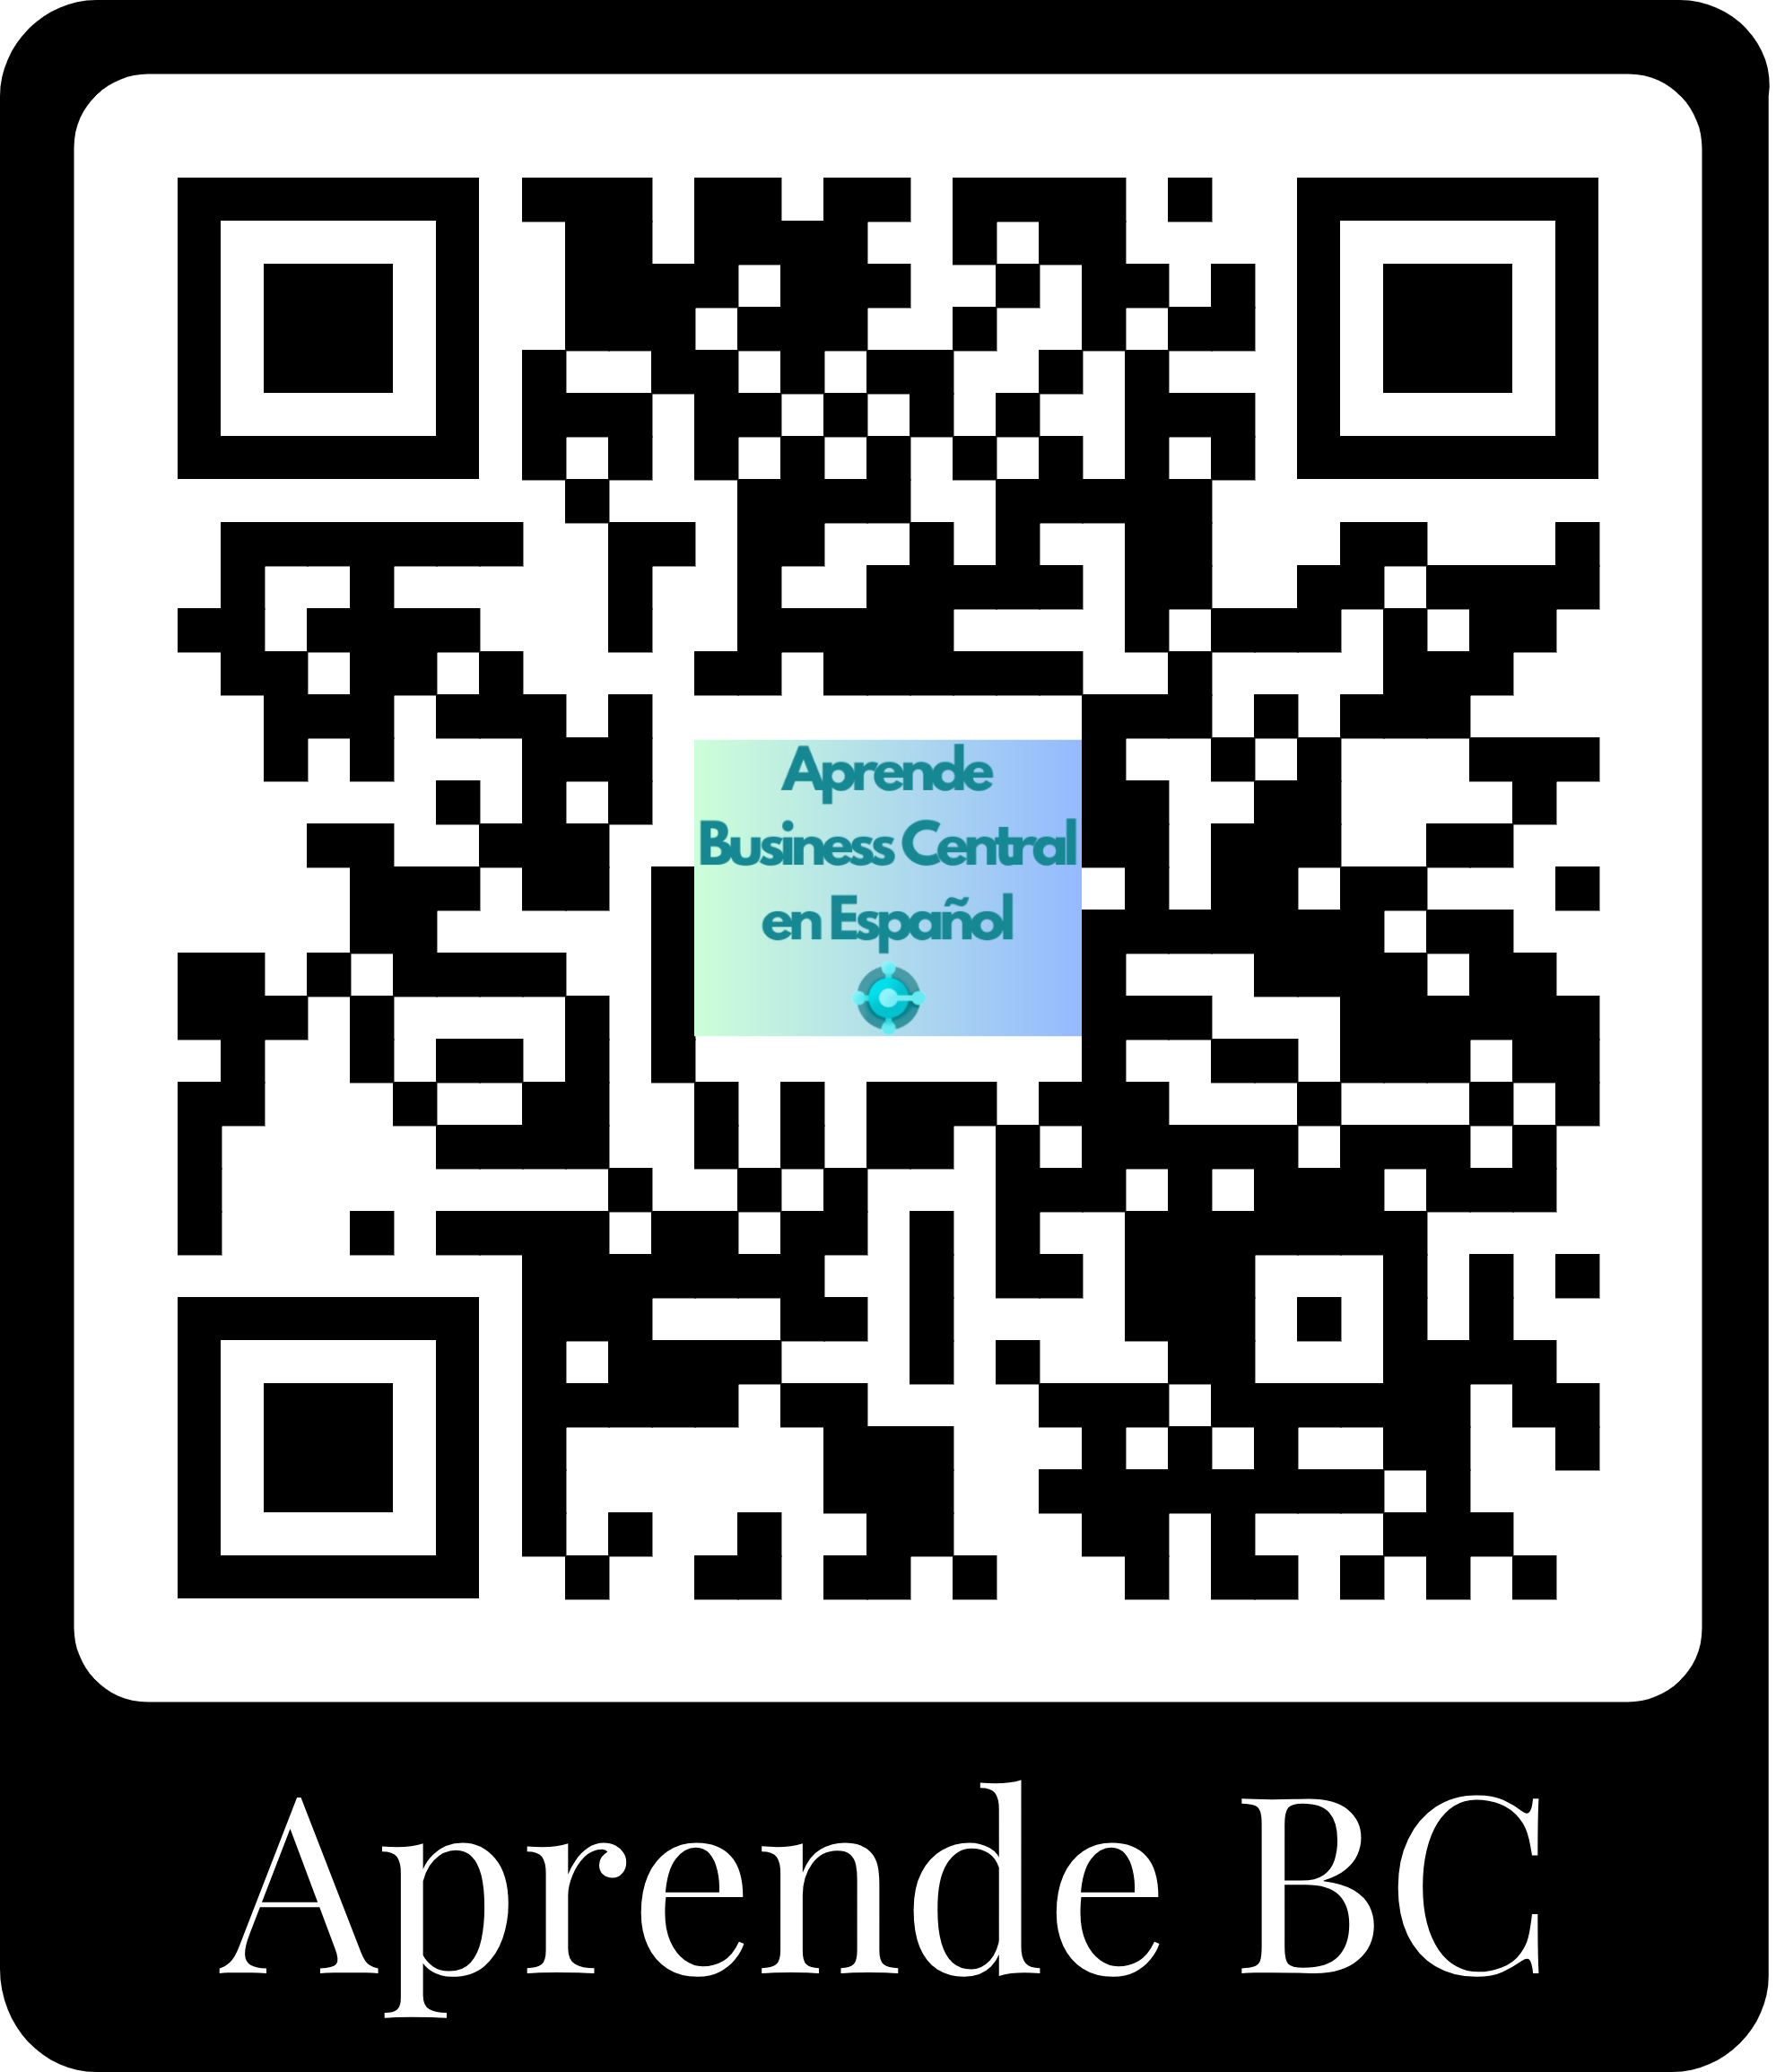 Aprende
Business Central
en Español
Aprende BC